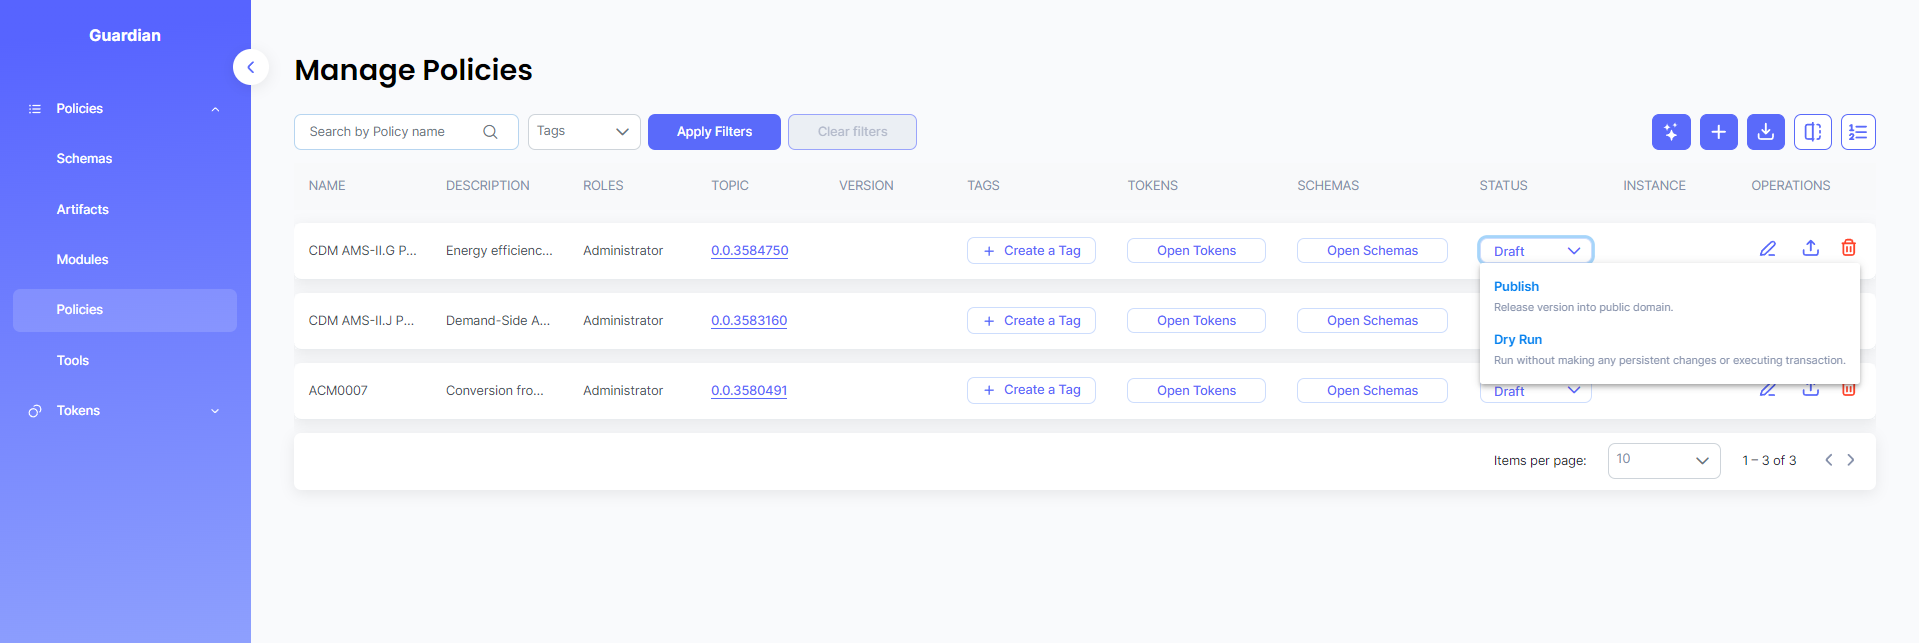 Guardian
Policies
Schemas
Artifacts
Modules
Policies
Tools
Tokens
Manage Policies
Search by Policy name
Tags
Apply Filters
Clear filters
NAME DESCRIPTION ROLES TOPIC VERSION TAGS TOKENS SCHEMAS STATUS INSTANCE OPERATIONS
CDM AMS-II.G P... Energy efficienc... Administrator 0.0.3584750 + Create a Tag Open Tokens Open Schemas Draft
Publish
Release version into public domain.
Dry Run
Run without making any persistent changes or executing transaction.
CDM AMS-II.J P... Demand-Side A... Administrator 0.0.3583160 + Create a Tag Open Tokens Open Schemas
ACM0007 Conversion fro... Administrator 0.0.3580491 + Create a Tag Open Tokens Open Schemas Draft
Items per page: 10 1 – 3 of 3